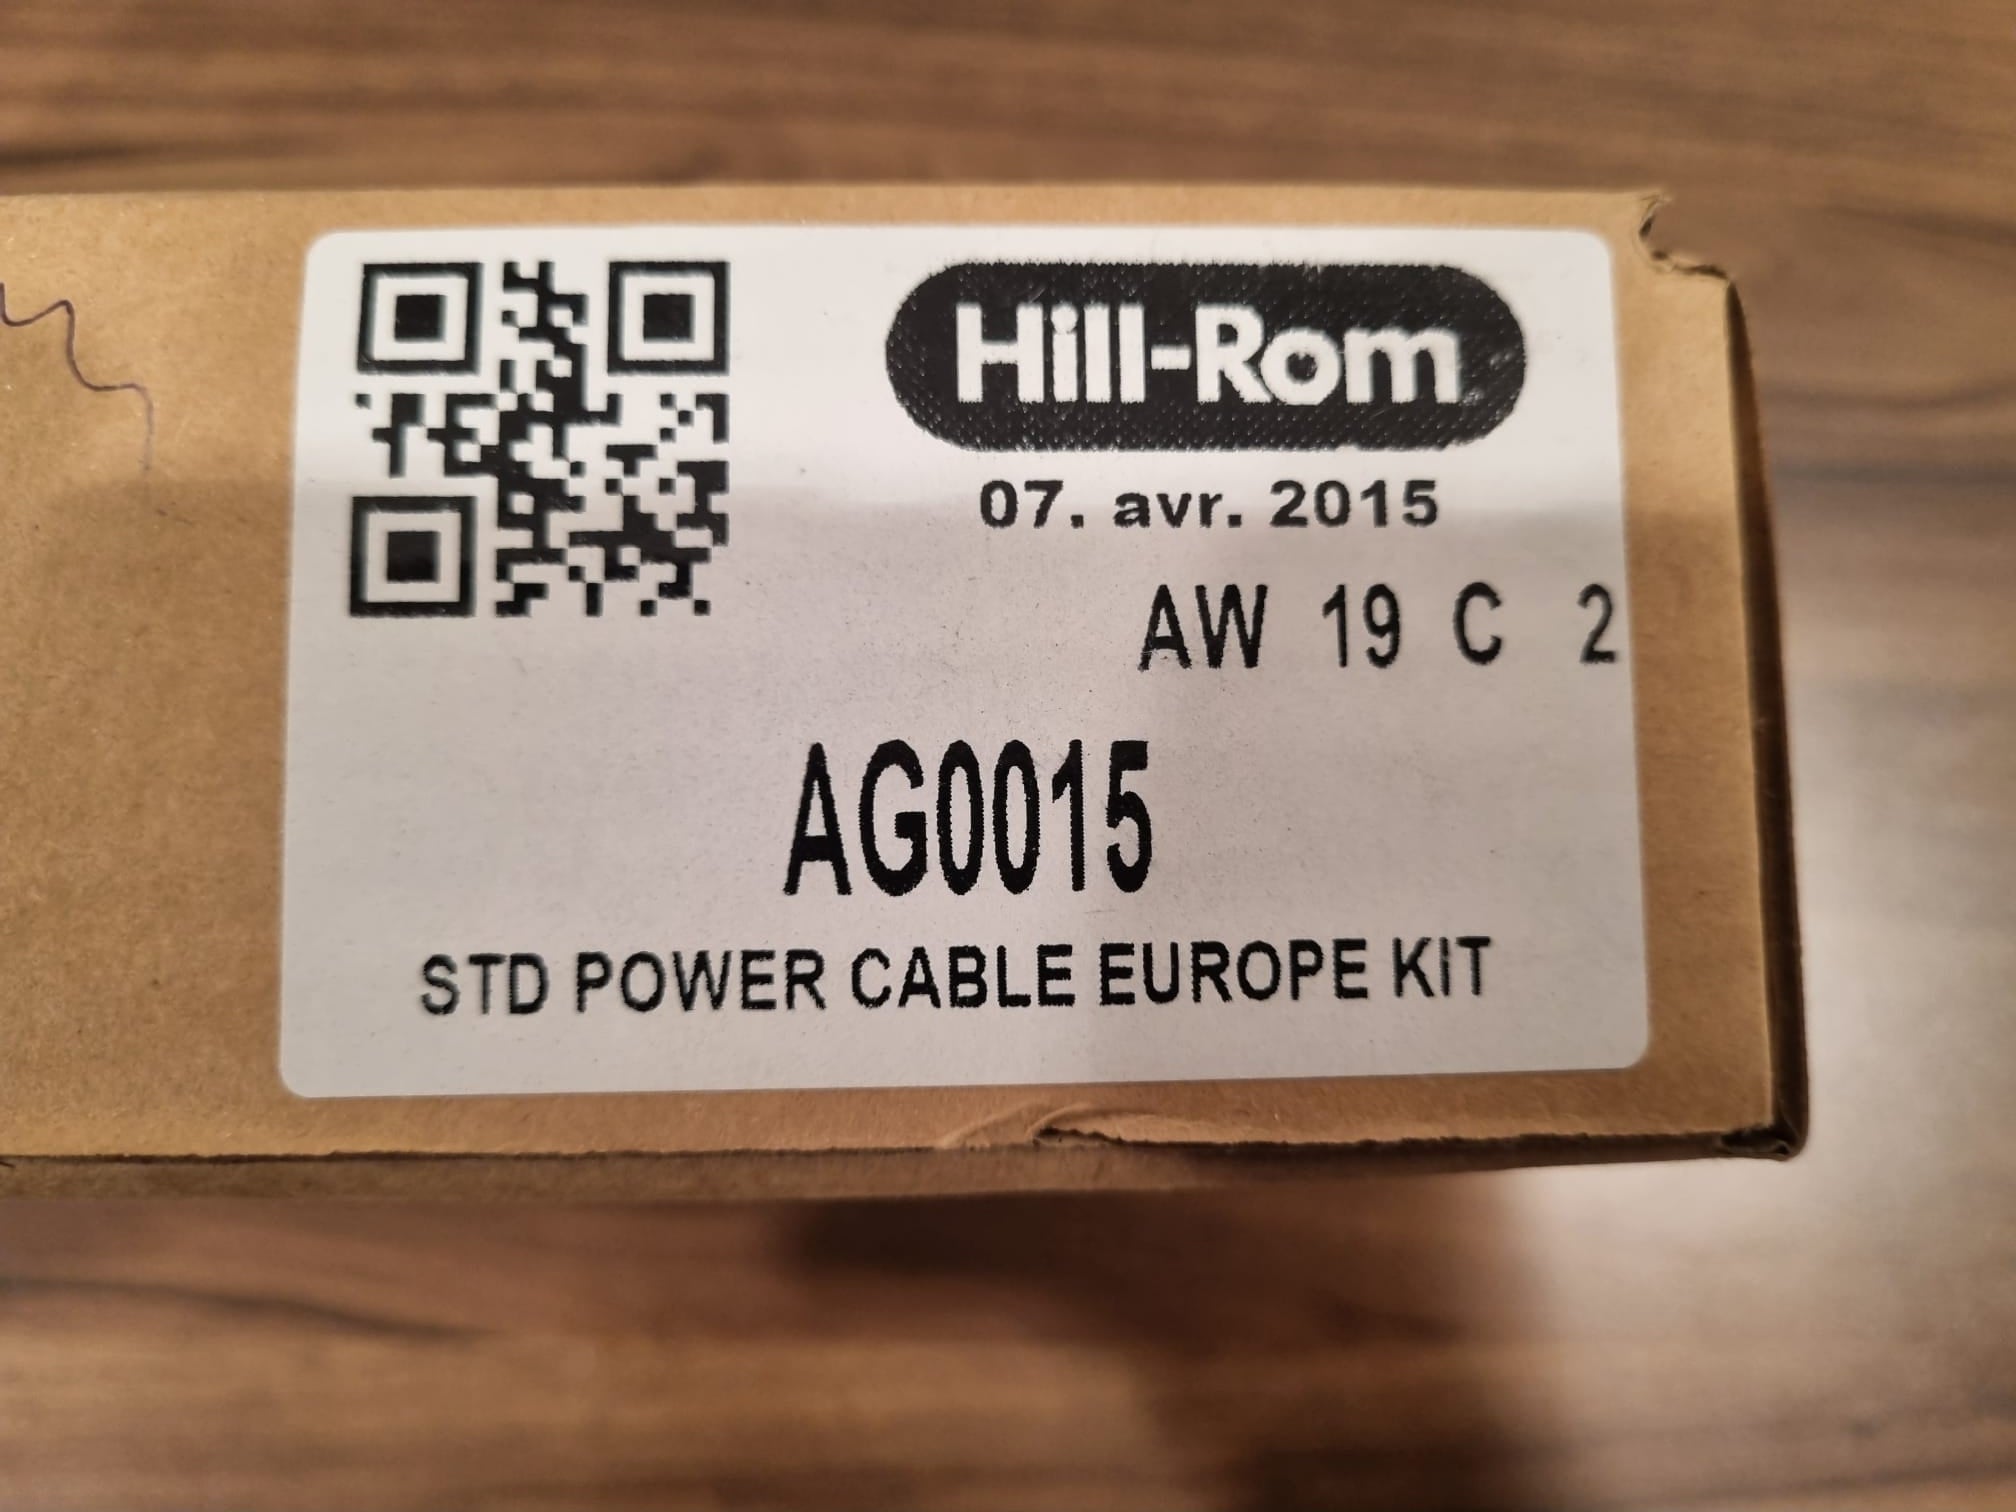 Hill-Rom
07. avr. 2015
AW 19 C 2
AG0015
STD POWER CABLE EUROPE KIT